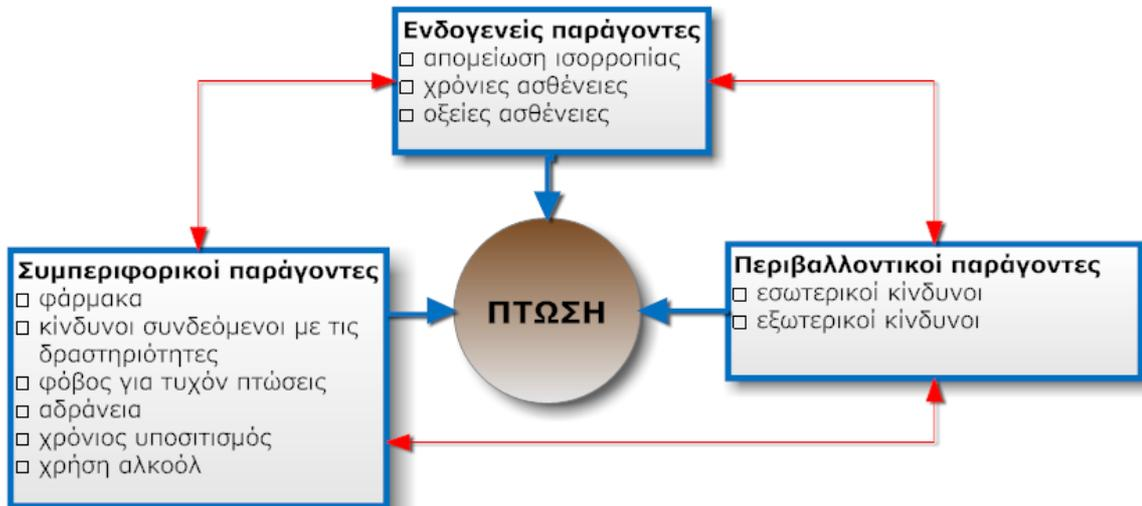 Ενδογενείς παράγοντες
□ απομείωση ισορροπίας
□ χρόνιες ασθένειες
□ οξείες ασθένειες
Συμπεριφορικοί παράγοντες
□ φάρμακα
□ κίνδυνοι συνδεόμενοι με τις
δραστηριότητες
□ φόβος για τυχόν πτώσεις
□ αδράνεια
□ χρόνιος υποσιτισμός
□ χρήση αλκοόλ
ΠΤΩΣΗ
Περιβαλλοντικοί παράγοντες
□ εσωτερικοί κίνδυνοι
□ εξωτερικοί κίνδυνοι